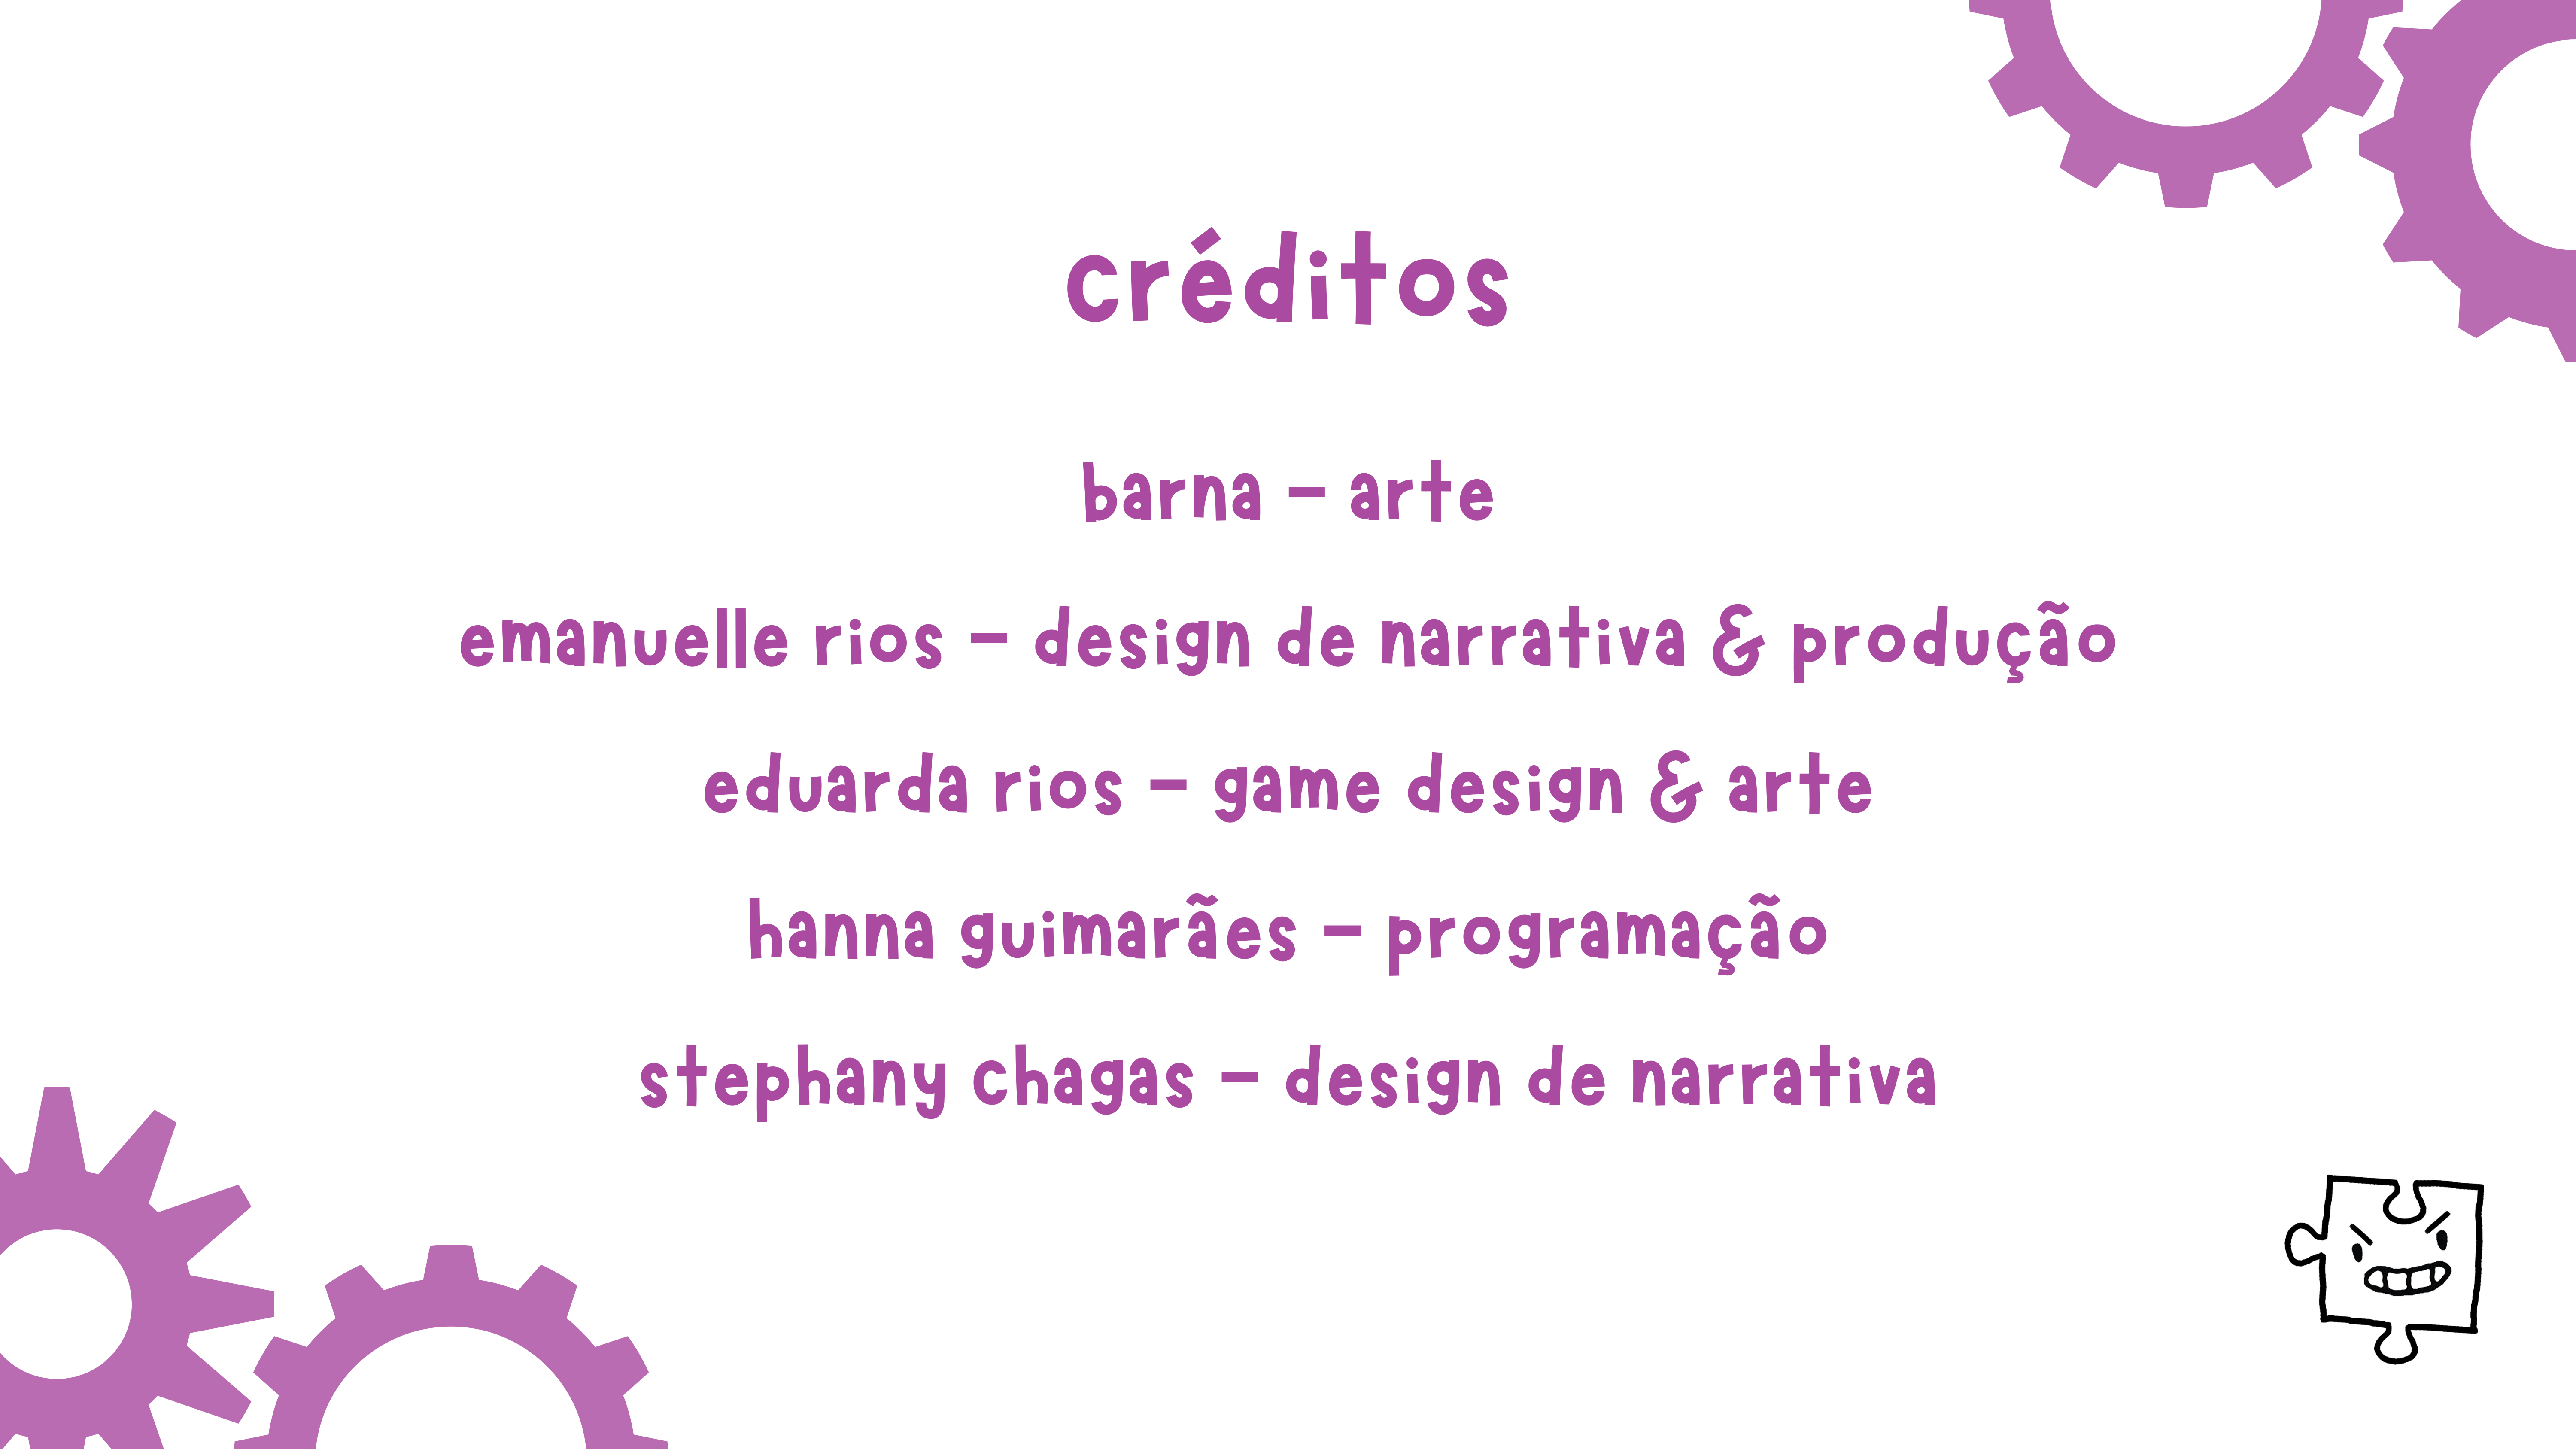 créditos
barna - arte
emanuelle rios - design de narrativa & produção
eduarda rios - game design & arte
hanna guimarães - programação
stephany chagas - design de narrativa